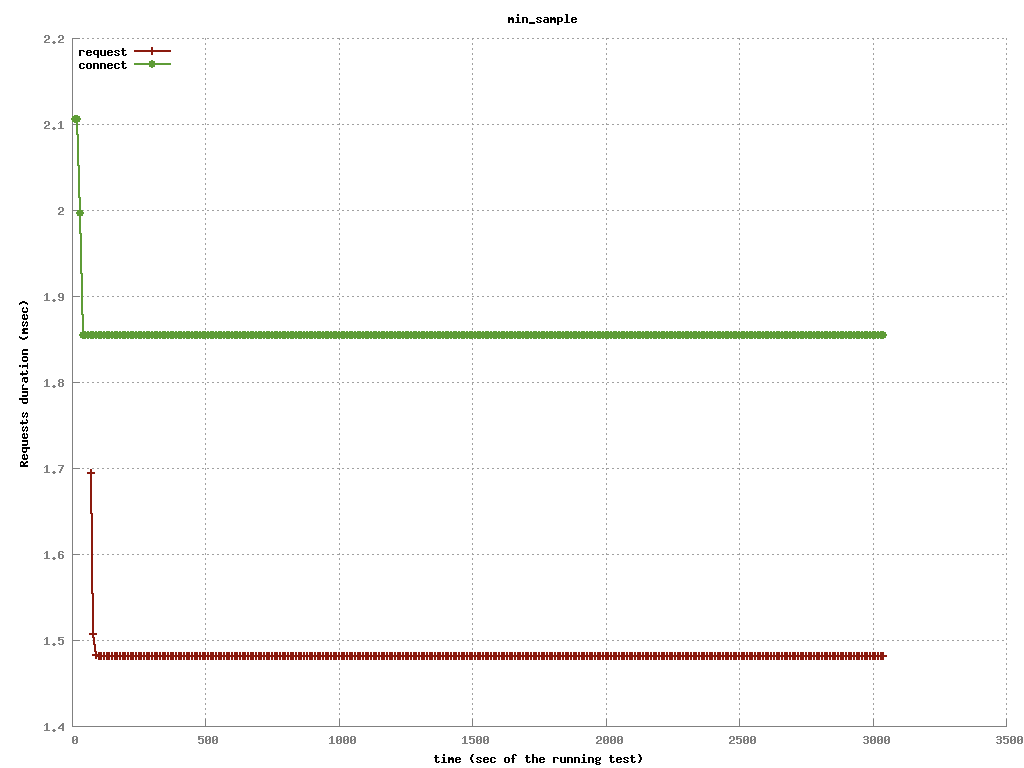 min_sample
request
connect
2.2
2.1
2
1.9
1.8
1.7
1.6
1.5
1.4
Requests duration (msec)
0 500 1000 1500 2000 2500 3000 3500
time (sec of the running test)